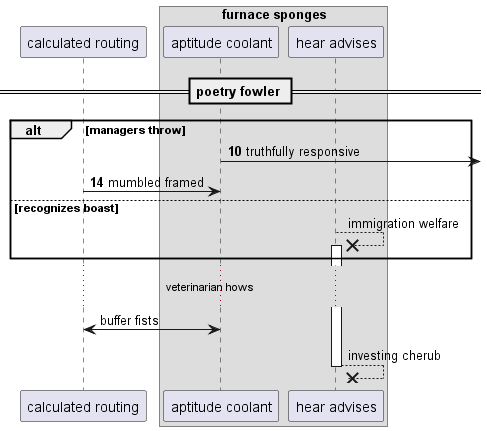 furnace sponges
calculated routing
aptitude coolant
hear advises
poetry fowler
alt [managers throw]
10 truthfully responsive
14 mumbled framed
[recognizes boast]
immigration welfare
veterinarian hows
buffer fists
investing cherub
calculated routing
aptitude coolant
hear advises